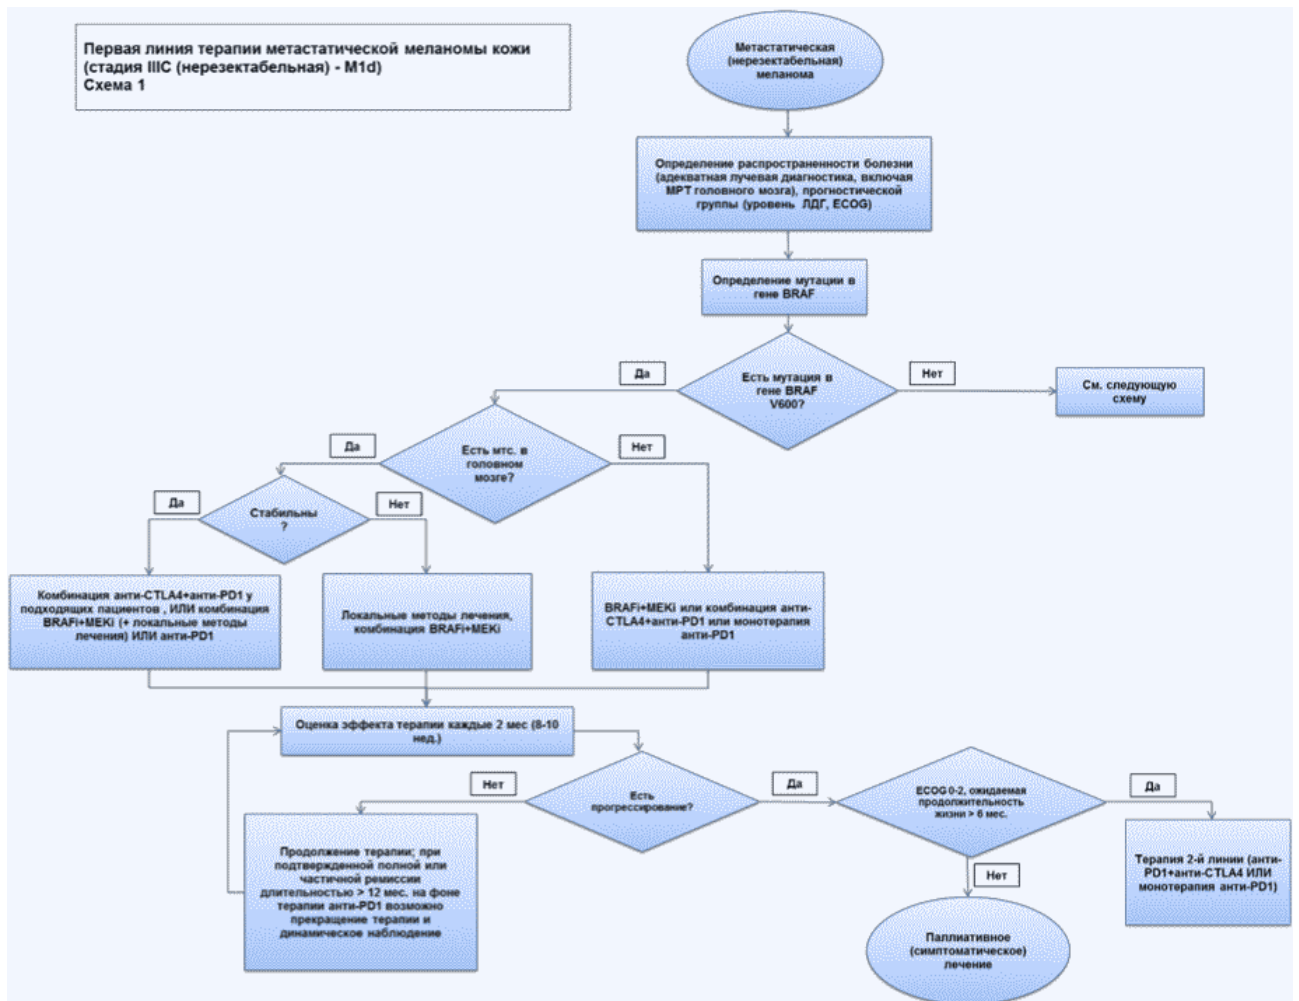 Первая линия терапии метастатической меланомы кожи
(стадия IIIC (нерезектабельная) - M1d)
Схема 1
Метастатическая
(нерезектабельная)
меланома
Определение распространенности болезни
(адекватная лучевая диагностика, включая
МРТ головного мозга), прогностической
группы (уровень ЛДГ, ECOG)
Определение мутации в
гене BRAF
Есть мутация в
гене BRAF
V600?
Да
Нет
См. следующую
схему
Есть мтс. в
головном
мозге?
Да
Нет
Стабильны
?
Да
Нет
Комбинация анти-CTLA4+анти-PD1 у
подходящих пациентов , ИЛИ комбинация
BRAFi+MEKi (+ локальные методы
лечения) ИЛИ анти-PD1
Локальные методы лечения,
комбинация BRAFi+MEKi
BRAFi+MEKi или комбинация анти-
CTLA4+анти-PD1 или монотерапия
анти-PD1
Оценка эффекта терапии каждые 2 мес (8-10
нед.)
Есть
прогрессирование?
Нет
Да
ECOG 0-2, ожидаемая
продолжительность
жизни > 6 мес.
Да
Нет
Продолжение терапии; при
подтвержденной полной или
частичной ремиссии
длительностью > 12 мес. на фоне
терапии анти-PD1 возможно
прекращение терапии и
динамическое наблюдение
Терапия 2-й линии (анти-
PD1+анти-CTLA4 ИЛИ
монотерапия анти-PD1)
Паллиативное
(симптоматическое)
лечение